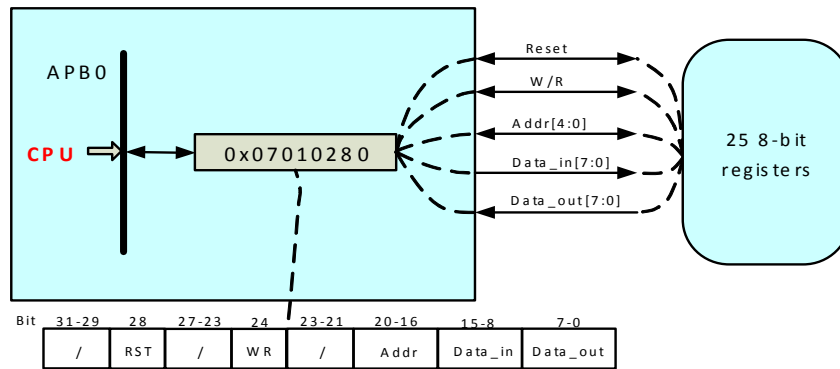 Reset
APB0
W/R
Addr[4:0]
CPU
0x07010280
25 8-bit
registers
Data_in[7:0]
Data_out[7:0]
Bit 31-29 28 27-23 24 23-21 20-16 15-8 7-0
/ RST / WR / Addr Data_in Data_out